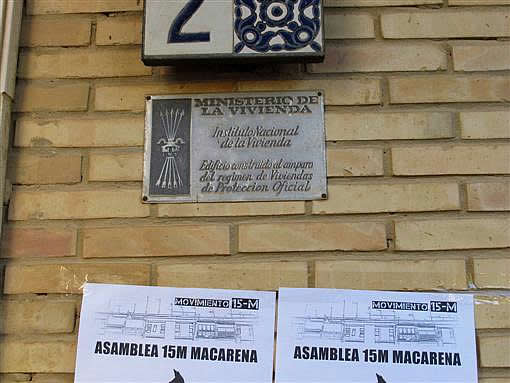 2
MINISTERIO DE
LA VIVIENDA
Instituto Nacional
de la Vivienda
Edificio construido al amparo
del regimen de Viviendas
de Protección Oficial
MOVIMIENTO 15-M
ASAMBLEA 15M MACARENA
MOVIMIENTO 15-M
ASAMBLEA 15M MACARENA